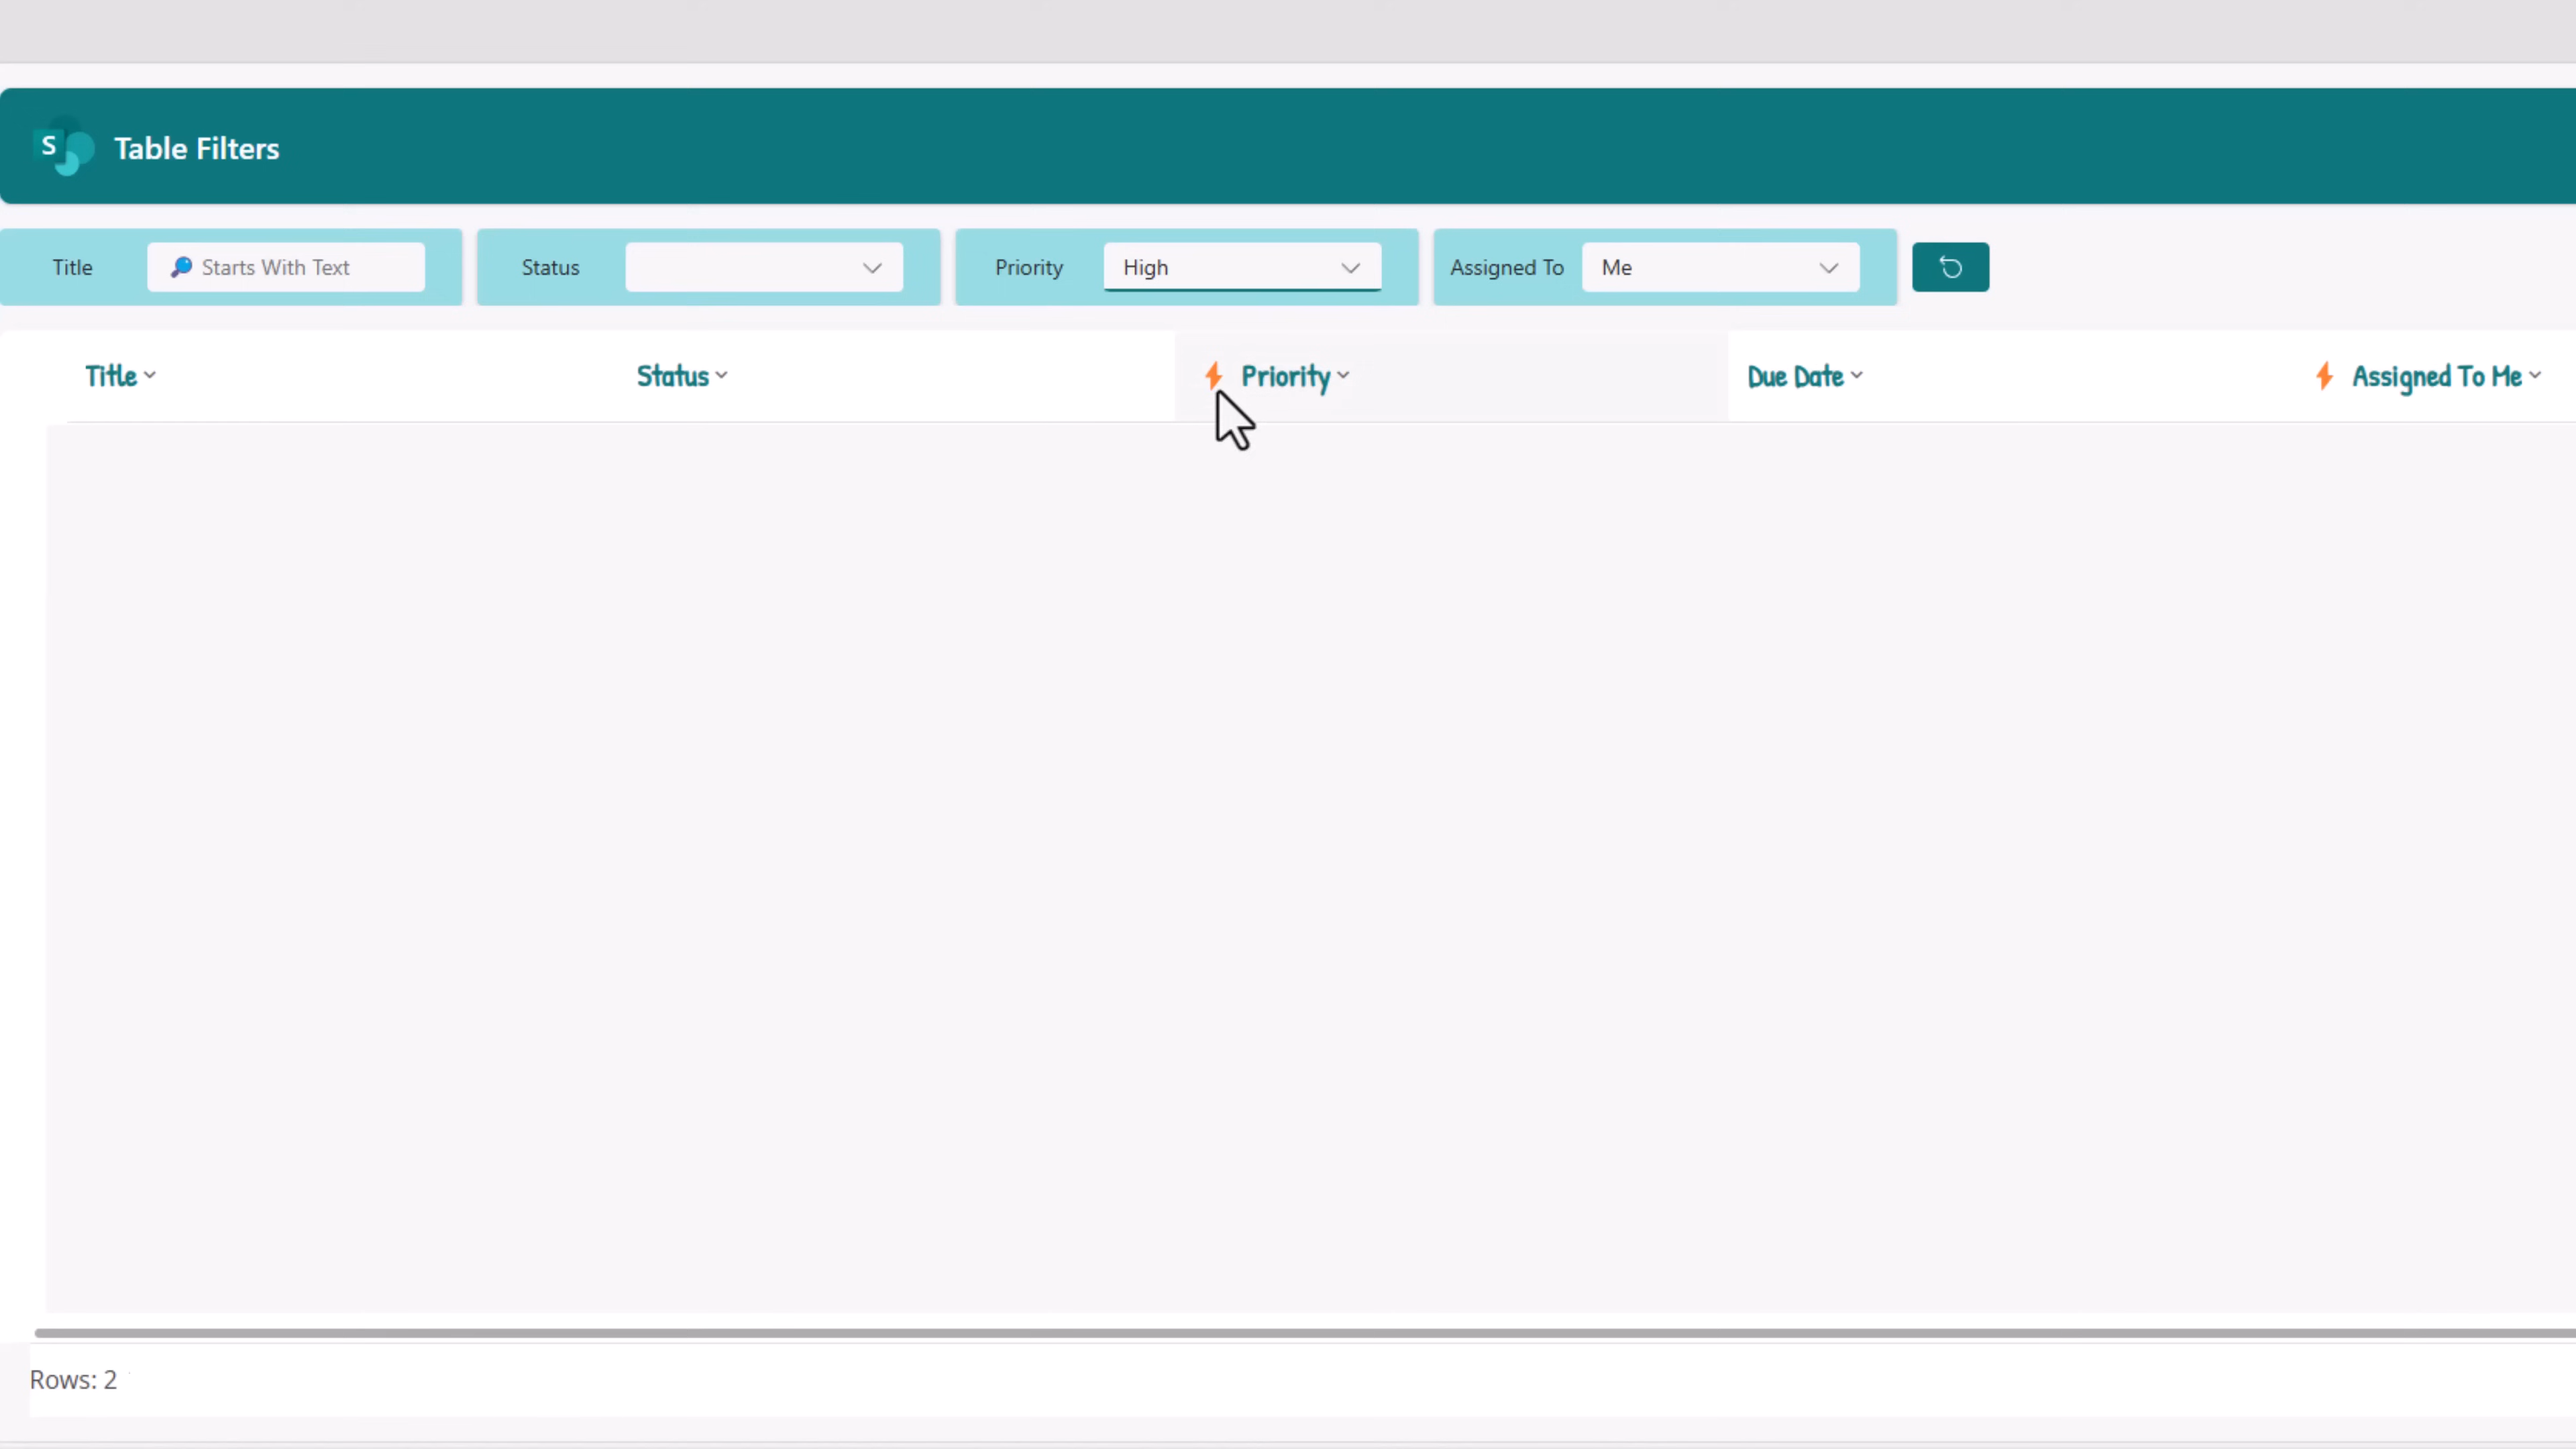 S Table Filters
Title 🔎 Starts With Text Status Priority High Assigned To Me
Title Status ⚡ Priority Due Date ⚡ Assigned To Me
Rows: 2